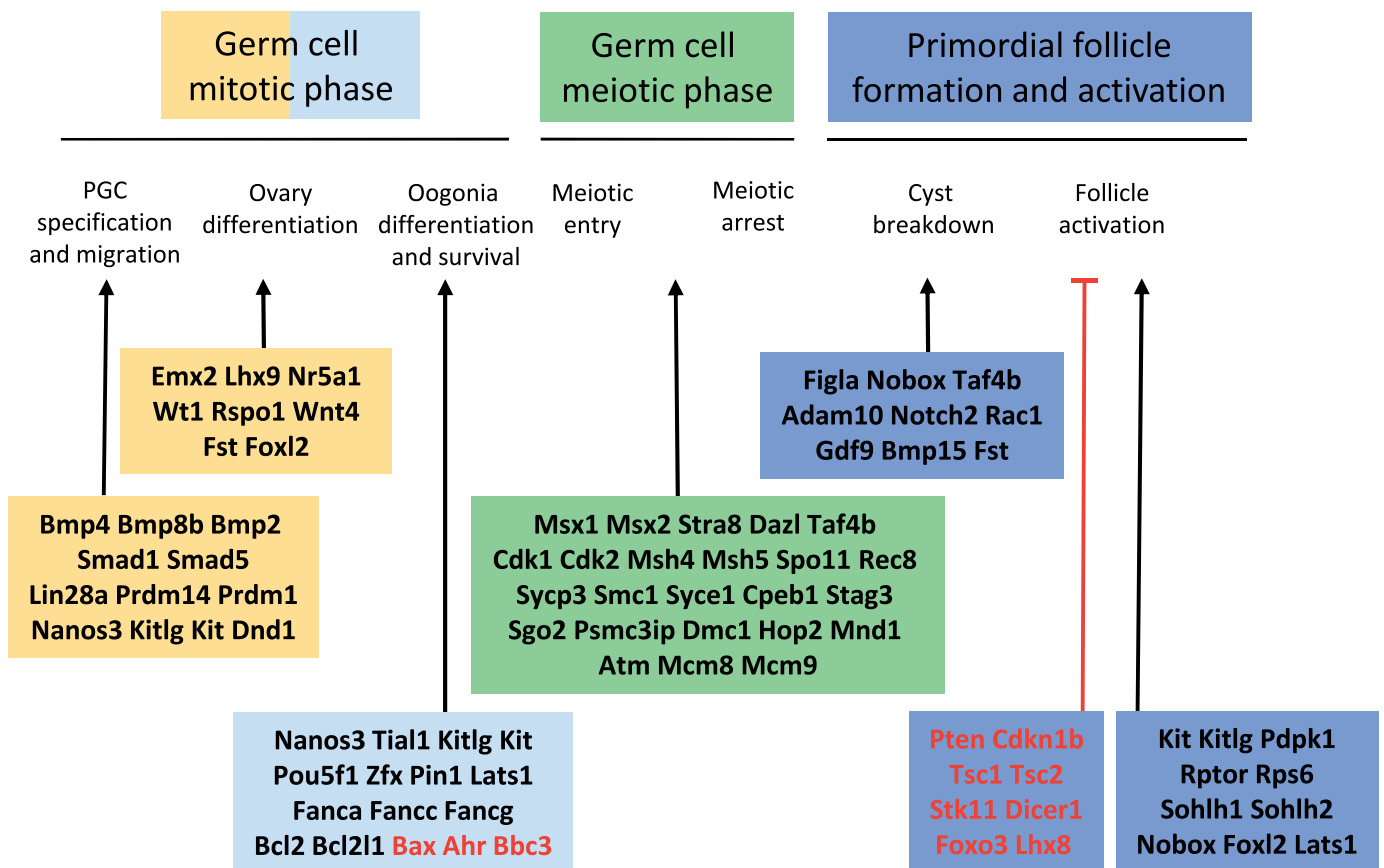 Germ cell
mitotic phase
Germ cell
meiotic phase
Primordial follicle
formation and activation
PGC
specification
and migration
Ovary
differentiation
Oogonia
differentiation
and survival
Meiotic
entry
Meiotic
arrest
Cyst
breakdown
Follicle
activation
Emx2 Lhx9 Nr5a1
Wt1 Rspo1 Wnt4
Fst Foxl2
Figla Nobox Taf4b
Adam10 Notch2 Rac1
Gdf9 Bmp15 Fst
Bmp4 Bmp8b Bmp2
Smad1 Smad5
Lin28a Prdm14 Prdm1
Nanos3 Kitlg Kit Dnd1
Msx1 Msx2 Stra8 Dazl Taf4b
Cdk1 Cdk2 Msh4 Msh5 Spo11 Rec8
Sycp3 Smc1 Syce1 Cpeb1 Stag3
Sgo2 Psmc3ip Dmc1 Hop2 Mnd1
Atm Mcm8 Mcm9
Nanos3 Tial1 Kitlg Kit
Pou5f1 Zfx Pin1 Lats1
Fanca Fancc Fancg
Bcl2 Bcl2l1 Bax Ahr Bbc3
Pten Cdkn1b
Tsc1 Tsc2
Stk11 Dicer1
Foxo3 Lhx8
Kit Kitlg Pdpk1
Rptor Rps6
Sohlh1 Sohlh2
Nobox Foxl2 Lats1